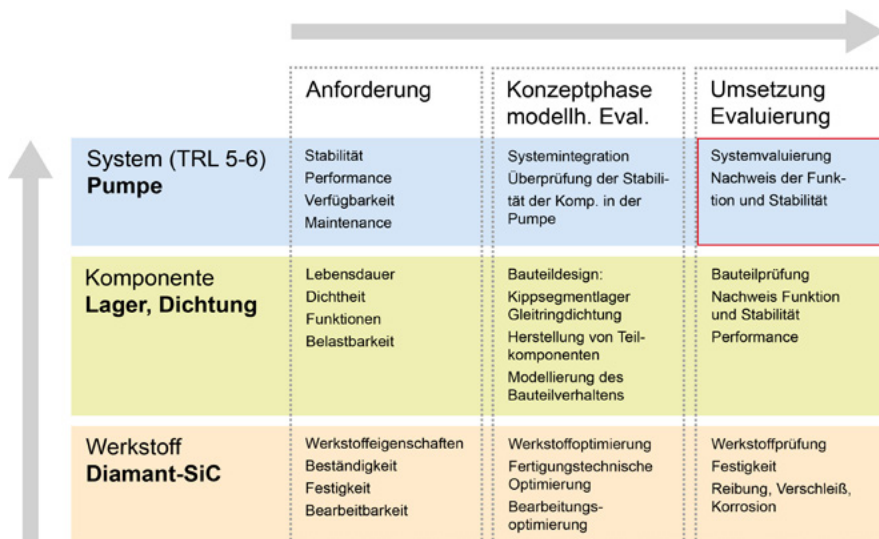 Anforderung
Konzeptphase
modellh. Eval.
Umsetzung
Evaluierung
System (TRL 5-6)
Pumpe
Stabilität
Performance
Verfügbarkeit
Maintenance
Systemintegration
Überprüfung der Stabili-
tät der Komp. in der
Pumpe
Systemvaluierung
Nachweis der Funk-
tion und Stabilität
Komponente
Lager, Dichtung
Lebensdauer
Dichtheit
Funktionen
Belastbarkeit
Bauteildesign:
Kippsegmentlager
Gleitringdichtung
Herstellung von Teil-
komponenten
Modellierung des
Bauteilverhaltens
Bauteilprüfung
Nachweis Funktion
und Stabilität
Performance
Werkstoff
Diamant-SiC
Werkstoffeigenschaften
Beständigkeit
Festigkeit
Bearbeitbarkeit
Werkstoffoptimierung
Fertigungstechnische
Optimierung
Bearbeitungs-
optimierung
Werkstoffprüfung
Festigkeit
Reibung, Verschleiß,
Korrosion